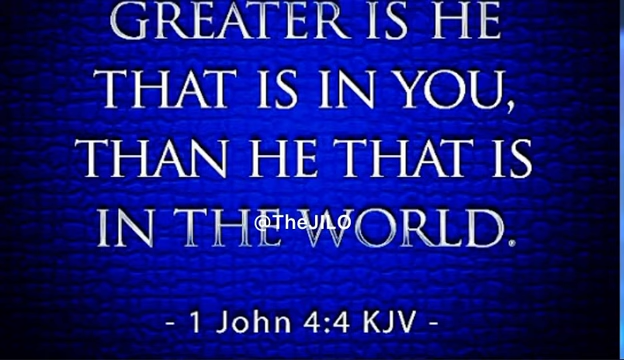 GREATER IS HE
THAT IS IN YOU,
THAN HE THAT IS
IN THE WORLD.
@TheJILO
- 1 John 4:4 KJV -